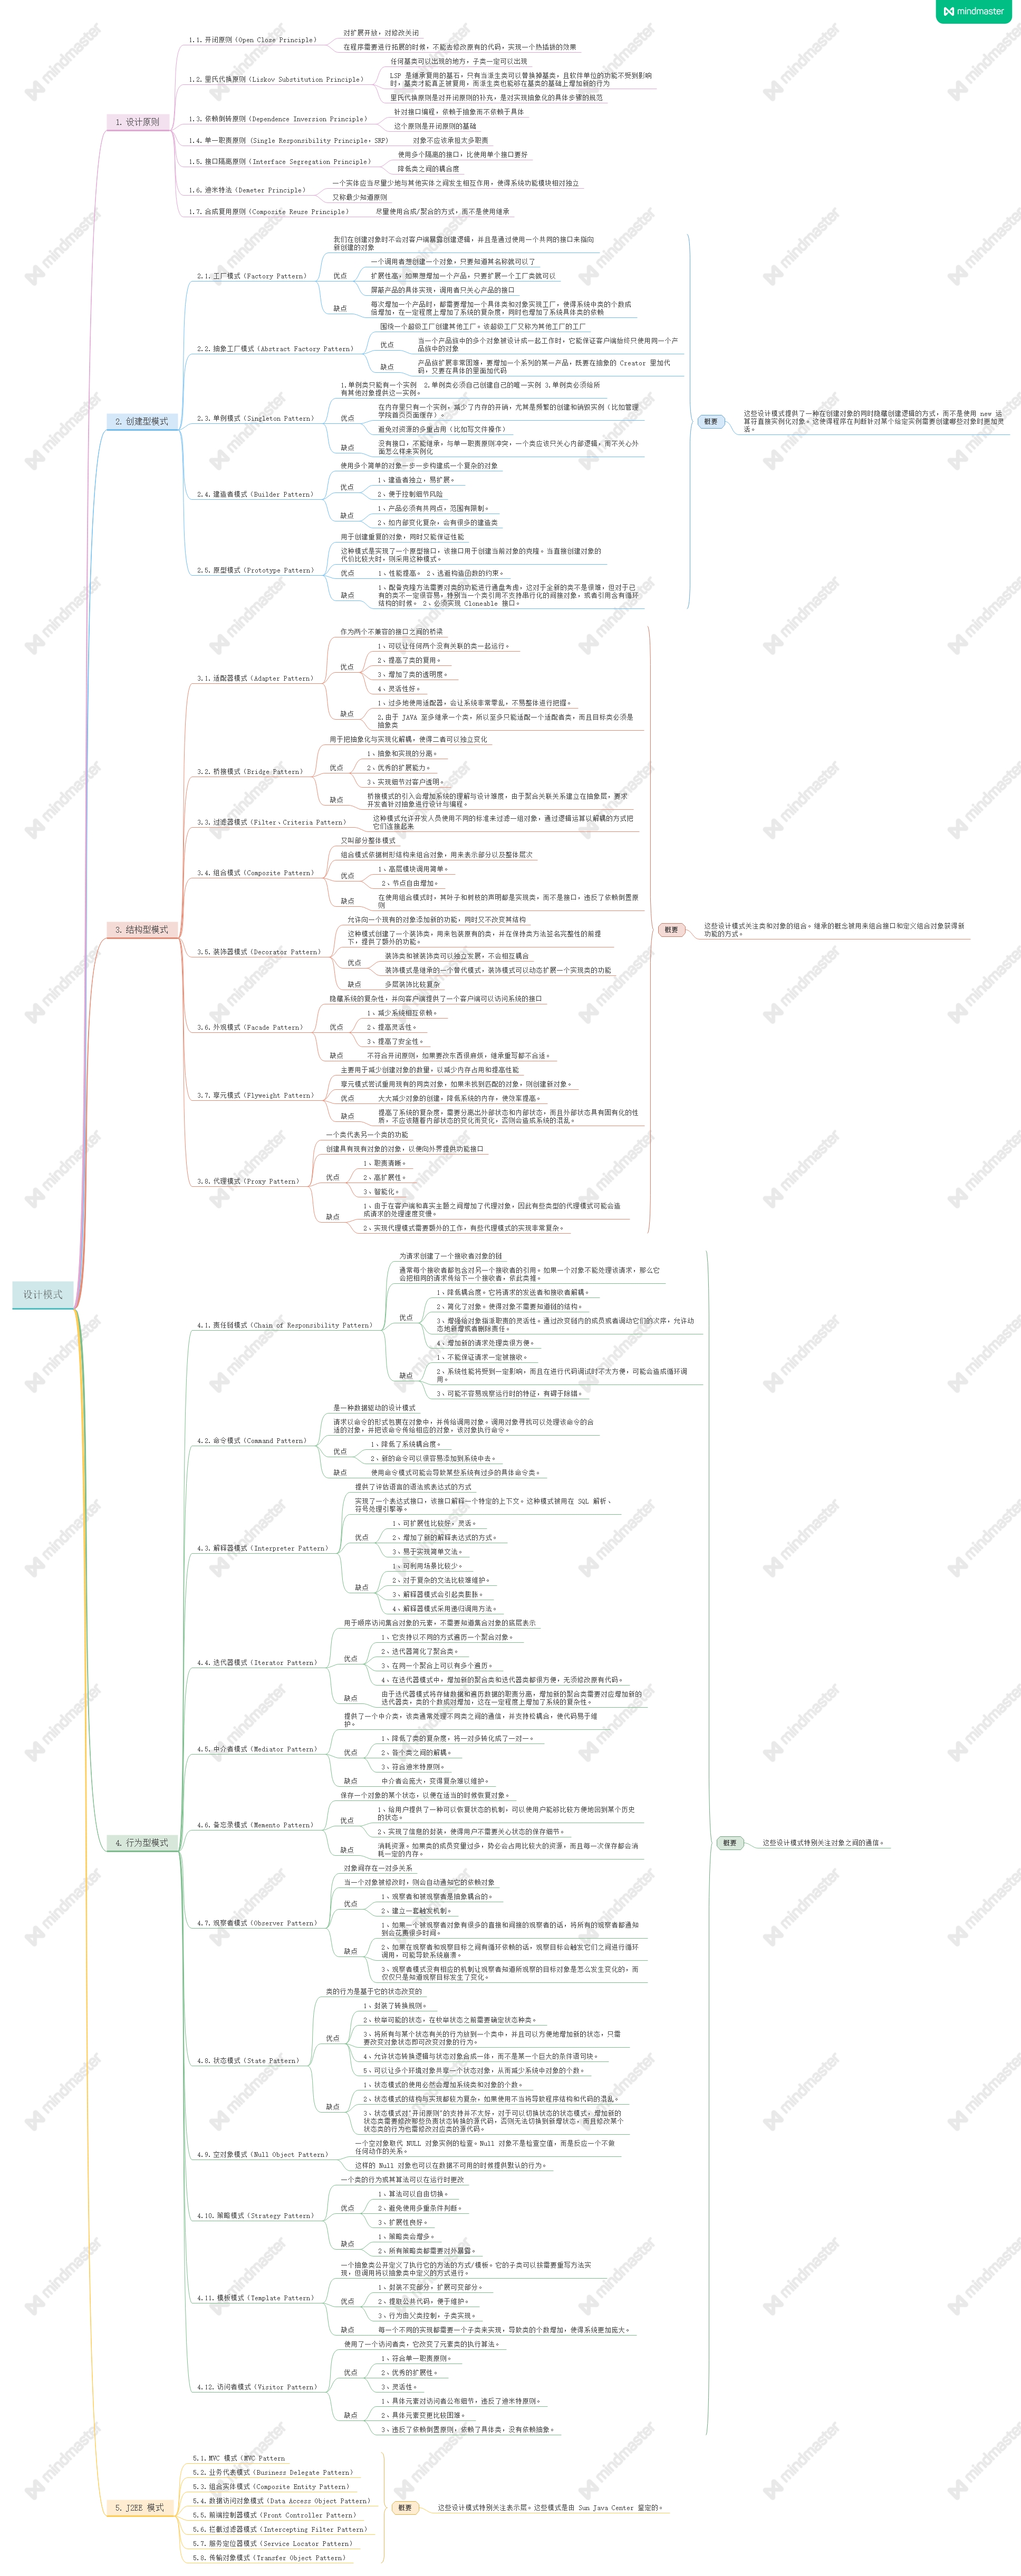 mindmaster
设计模式
1. 设计原则
1.1. 开闭原则（Open Close Principle）
对扩展开放，对修改关闭
在程序需要进行拓展的时候，不能去修改原有的代码，实现一个热插拔的效果
1.2. 里氏代换原则（Liskov Substitution Principle）
任何基类可以出现的地方，子类一定可以出现
LSP 是继承复用的基石，只有当派生类可以替换掉基类，且软件单位的功能不受到影响
时，基类才能真正被复用，而派生类也能够在基类的基础上增加新的行为
里氏代换原则是对开闭原则的补充，是对实现抽象化的具体步骤的规范
1.3. 依赖倒转原则（Dependence Inversion Principle）
针对接口编程，依赖于抽象而不依赖于具体
这个原则是开闭原则的基础
1.4. 单一职责原则（Single Responsibility Principle，SRP）
对象不应该承担太多职责
1.5. 接口隔离原则（Interface Segregation Principle）
使用多个隔离的接口，比使用单个接口要好
降低类之间的耦合度
1.6. 迪米特法（Demeter Principle）
一个实体应当尽量少地与其他实体之间发生相互作用，使得系统功能模块相对独立
又称最少知道原则
1.7. 合成复用原则（Composite Reuse Principle）
尽量使用合成/聚合的方式，而不是使用继承
2. 创建型模式
2.1. 工厂模式（Factory Pattern）
我们在创建对象时不会对客户端暴露创建逻辑，并且是通过使用一个共同的接口来指向
新创建的对象
优点
一个调用者想创建一个对象，只要知道其名称就可以了
扩展性高，如果想增加一个产品，只要扩展一个工厂类就可以
屏蔽产品的具体实现，调用者只关心产品的接口
缺点
每次增加一个产品时，都需要增加一个具体类和对象实现工厂，使得系统中类的个数成
倍增加，在一定程度上增加了系统的复杂度，同时也增加了系统具体类的依赖
2.2. 抽象工厂模式（Abstract Factory Pattern）
围绕一个超级工厂创建其他工厂。该超级工厂又称为其他工厂的工厂
优点
当一个产品族中的多个对象被设计成一起工作时，它能保证客户端始终只使用同一个产
品族中的对象
缺点
产品族扩展非常困难，要增加一个系列的某一产品，既要在抽象的 Creator 里加代
码，又要在具体的里面加代码
2.3. 单例模式（Singleton Pattern）
1.单例类只能有一个实例 2.单例类必须自己创建自己的唯一实例 3.单例类必须给所
有其他对象提供这一实例。
优点
在内存里只有一个实例，减少了内存的开销，尤其是频繁的创建和销毁实例（比如管理
学院首页页面缓存）。
避免对资源的多重占用（比如写文件操作）
缺点
没有接口，不能继承，与单一职责原则冲突，一个类应该只关心内部逻辑，而不关心外
面怎么样来实例化
2.4. 建造者模式（Builder Pattern）
使用多个简单的对象一步一步构建成一个复杂的对象
优点
1、建造者独立，易扩展。
2、便于控制细节风险
缺点
1、产品必须有共同点，范围有限制。
2、如内部变化复杂，会有很多的建造类
2.5. 原型模式（Prototype Pattern）
用于创建重复的对象，同时又能保证性能
这种模式是实现了一个原型接口，该接口用于创建当前对象的克隆。当直接创建对象的
代价比较大时，则采用这种模式。
优点
1、性能提高。 2、逃避构造函数的约束。
缺点
1、配备克隆方法需要对类的功能进行通盘考虑，这对于全新的类不是很难，但对于已
有的类不一定很容易，特别当一个类引用不支持串行化的间接对象，或者引用含有循环
结构的时候。 2、必须实现 Cloneable 接口。
概要
这些设计模式提供了一种在创建对象的同时隐藏创建逻辑的方式，而不是使用 new 运
算符直接实例化对象。这使得程序在判断针对某个给定实例需要创建哪些对象时更加灵
活。
3. 结构型模式
3.1. 适配器模式（Adapter Pattern）
作为两个不兼容的接口之间的桥梁
优点
1、可以让任何两个没有关联的类一起运行。
2、提高了类的复用。
3、增加了类的透明度。
4、灵活性好。
缺点
1、过多地使用适配器，会让系统非常零乱，不易整体进行把握。
2.由于 JAVA 至多继承一个类，所以至多只能适配一个适配者类，而且目标类必须是
抽象类
3.2. 桥接模式（Bridge Pattern）
用于把抽象化与实现化解耦，使得二者可以独立变化
优点
1、抽象和实现的分离。
2、优秀的扩展能力。
3、实现细节对客户透明。
缺点
桥接模式的引入会增加系统的理解与设计难度，由于聚合关联关系建立在抽象层，要求
开发者针对抽象进行设计与编程。
3.3. 过滤器模式（Filter、Criteria Pattern）
这种模式允许开发人员使用不同的标准来过滤一组对象，通过逻辑运算以解耦的方式把
它们连接起来
3.4. 组合模式（Composite Pattern）
又叫部分整体模式
组合模式依据树形结构来组合对象，用来表示部分以及整体层次
优点
1、高层模块调用简单。
2、节点自由增加。
缺点
在使用组合模式时，其叶子和树枝的声明都是实现类，而不是接口，违反了依赖倒置原
则
3.5. 装饰器模式（Decorator Pattern）
允许向一个现有的对象添加新的功能，同时又不改变其结构
这种模式创建了一个装饰类，用来包装原有的类，并在保持类方法签名完整性的前提
下，提供了额外的功能。
优点
装饰类和被装饰类可以独立发展，不会相互耦合
装饰模式是继承的一个替代模式，装饰模式可以动态扩展一个实现类的功能
缺点
多层装饰比较复杂
3.6. 外观模式（Facade Pattern）
隐藏系统的复杂性，并向客户端提供了一个客户端可以访问系统的接口
优点
1、减少系统相互依赖。
2、提高灵活性。
3、提高了安全性。
缺点
不符合开闭原则，如果要改东西很麻烦，继承重写都不合适。
3.7. 享元模式（Flyweight Pattern）
主要用于减少创建对象的数量，以减少内存占用和提高性能
享元模式尝试重用现有的同类对象，如果未找到匹配的对象，则创建新对象。
优点
大大减少对象的创建，降低系统的内存，使效率提高。
缺点
提高了系统的复杂度，需要分离出外部状态和内部状态，而且外部状态具有固有化的性
质，不应该随着内部状态的变化而变化，否则会造成系统的混乱。
3.8. 代理模式（Proxy Pattern）
一个类代表另一个类的功能
创建具有现有对象的对象，以便向外界提供功能接口
优点
1、职责清晰。
2、高扩展性。
3、智能化。
缺点
1、由于在客户端和真实主题之间增加了代理对象，因此有些类型的代理模式可能会造
成请求的处理速度变慢。
2、实现代理模式需要额外的工作，有些代理模式的实现非常复杂。
概要
这些设计模式关注类和对象的组合。继承的概念被用来组合接口和定义组合对象获得新
功能的方式。
4. 行为型模式
4.1. 责任链模式（Chain of Responsibility Pattern）
为请求创建了一个接收者对象的链
通常每个接收者都包含对另一个接收者的引用。如果一个对象不能处理该请求，那么它
会把相同的请求传给下一个接收者，依此类推。
优点
1、降低耦合度。它将请求的发送者和接收者解耦。
2、简化了对象。使得对象不需要知道链的结构。
3、增强给对象指派职责的灵活性。通过改变链内的成员或者调动它们的次序，允许动
态地新增或者删除责任。
4、增加新的请求处理类很方便。
缺点
1、不能保证请求一定被接收。
2、系统性能将受到一定影响，而且在进行代码调试时不太方便，可能会造成循环调
用。
3、可能不容易观察运行时的特征，有碍于除错。
4.2. 命令模式（Command Pattern）
是一种数据驱动的设计模式
请求以命令的形式包裹在对象中，并传给调用对象。调用对象寻找可以处理该命令的合
适的对象，并把该命令传给相应的对象，该对象执行命令。
优点
1、降低了系统耦合度。
2、新的命令可以很容易添加到系统中去。
缺点
使用命令模式可能会导致某些系统有过多的具体命令类。
4.3. 解释器模式（Interpreter Pattern）
提供了评估语言的语法或表达式的方式
实现了一个表达式接口，该接口解释一个特定的上下文。这种模式被用在 SQL 解析、
符号处理引擎等。
优点
1、可扩展性比较好，灵活。
2、增加了新的解释表达式的方式。
3、易于实现简单文法。
缺点
1、可利用场景比较少。
2、对于复杂的文法比较难维护。
3、解释器模式会引起类膨胀。
4、解释器模式采用递归调用方法。
4.4. 迭代器模式（Iterator Pattern）
用于顺序访问集合对象的元素，不需要知道集合对象的底层表示
优点
1、它支持以不同的方式遍历一个聚合对象。
2、迭代器简化了聚合类。
3、在同一个聚合上可以有多个遍历。
4、在迭代器模式中，增加新的聚合类和迭代器类都很方便，无须修改原有代码。
缺点
由于迭代器模式将存储数据和遍历数据的职责分离，增加新的聚合类需要对应增加新的
迭代器类，类的个数成对增加，这在一定程度上增加了系统的复杂性。
4.5. 中介者模式（Mediator Pattern）
提供了一个中介类，该类通常处理不同类之间的通信，并支持松耦合，使代码易于维
护。
优点
1、降低了类的复杂度，将一对多转化成了一对一。
2、各个类之间的解耦。
3、符合迪米特原则。
缺点
中介者会庞大，变得复杂难以维护。
4.6. 备忘录模式（Memento Pattern）
保存一个对象的某个状态，以便在适当的时候恢复对象。
优点
1、给用户提供了一种可以恢复状态的机制，可以使用户能够比较方便地回到某个历史
的状态。
2、实现了信息的封装，使得用户不需要关心状态的保存细节。
缺点
消耗资源。如果类的成员变量过多，势必会占用比较大的资源，而且每一次保存都会消
耗一定的内存。
4.7. 观察者模式（Observer Pattern）
对象间存在一对多关系
当一个对象被修改时，则会自动通知它的依赖对象
优点
1、观察者和被观察者是抽象耦合的。
2、建立一套触发机制。
缺点
1、如果一个被观察者对象有很多的直接和间接的观察者的话，将所有的观察者都通知
到会花费很多时间。
2、如果在观察者和观察目标之间有循环依赖的话，观察目标会触发它们之间进行循环
调用，可能导致系统崩溃。
3、观察者模式没有相应的机制让观察者知道所观察的目标对象是怎么发生变化的，而
仅仅只是知道观察目标发生了变化。
4.8. 状态模式（State Pattern）
类的行为是基于它的状态改变的
优点
1、封装了转换规则。
2、枚举可能的状态，在枚举状态之前需要确定状态种类。
3、将所有与某个状态有关的行为放到一个类中，并且可以方便地增加新的状态，只需
要改变对象状态即可改变对象的行为。
4、允许状态转换逻辑与状态对象合成一体，而不是某一个巨大的条件语句块。
5、可以让多个环境对象共享一个状态对象，从而减少系统中对象的个数。
缺点
1、状态模式的使用必然会增加系统类和对象的个数。
2、状态模式的结构与实现都较为复杂，如果使用不当将导致程序结构和代码的混乱。
3、状态模式对"开闭原则"的支持并不太好，对于可以切换状态的状态模式，增加新的
状态类需要修改那些负责状态转换的源代码，否则无法切换到新增状态，而且修改某个
状态类的行为也需修改对应类的源代码。
4.9. 空对象模式（Null Object Pattern）
一个空对象取代 NULL 对象实例的检查。Null 对象不是检查空值，而是反应一个不做
任何动作的关系。
这样的 Null 对象也可以在数据不可用的时候提供默认的行为。
4.10. 策略模式（Strategy Pattern）
一个类的行为或其算法可以在运行时更改
优点
1、算法可以自由切换。
2、避免使用多重条件判断。
3、扩展性良好。
缺点
1、策略类会增多。
2、所有策略类都需要对外暴露。
4.11. 模板模式（Template Pattern）
一个抽象类公开定义了执行它的方法的方式/模板。它的子类可以按需要重写方法实
现，但调用将以抽象类中定义的方式进行。
优点
1、封装不变部分，扩展可变部分。
2、提取公共代码，便于维护。
3、行为由父类控制，子类实现。
缺点
每一个不同的实现都需要一个子类来实现，导致类的个数增加，使得系统更加庞大。
4.12. 访问者模式（Visitor Pattern）
使用了一个访问者类，它改变了元素类的执行算法。
优点
1、符合单一职责原则。
2、优秀的扩展性。
3、灵活性。
缺点
1、具体元素对访问者公布细节，违反了迪米特原则。
2、具体元素变更比较困难。
3、违反了依赖倒置原则，依赖了具体类，没有依赖抽象。
概要
这些设计模式特别关注对象之间的通信。
5. J2EE 模式
5.1. MVC 模式（MVC Pattern
5.2. 业务代表模式（Business Delegate Pattern）
5.3. 组合实体模式（Composite Entity Pattern）
5.4. 数据访问对象模式（Data Access Object Pattern）
5.5. 前端控制器模式（Front Controller Pattern）
5.6. 拦截过滤器模式（Intercepting Filter Pattern）
5.7. 服务定位器模式（Service Locator Pattern）
5.8. 传输对象模式（Transfer Object Pattern）
概要
这些设计模式特别关注表示层。这些模式是由 Sun Java Center 鉴定的。